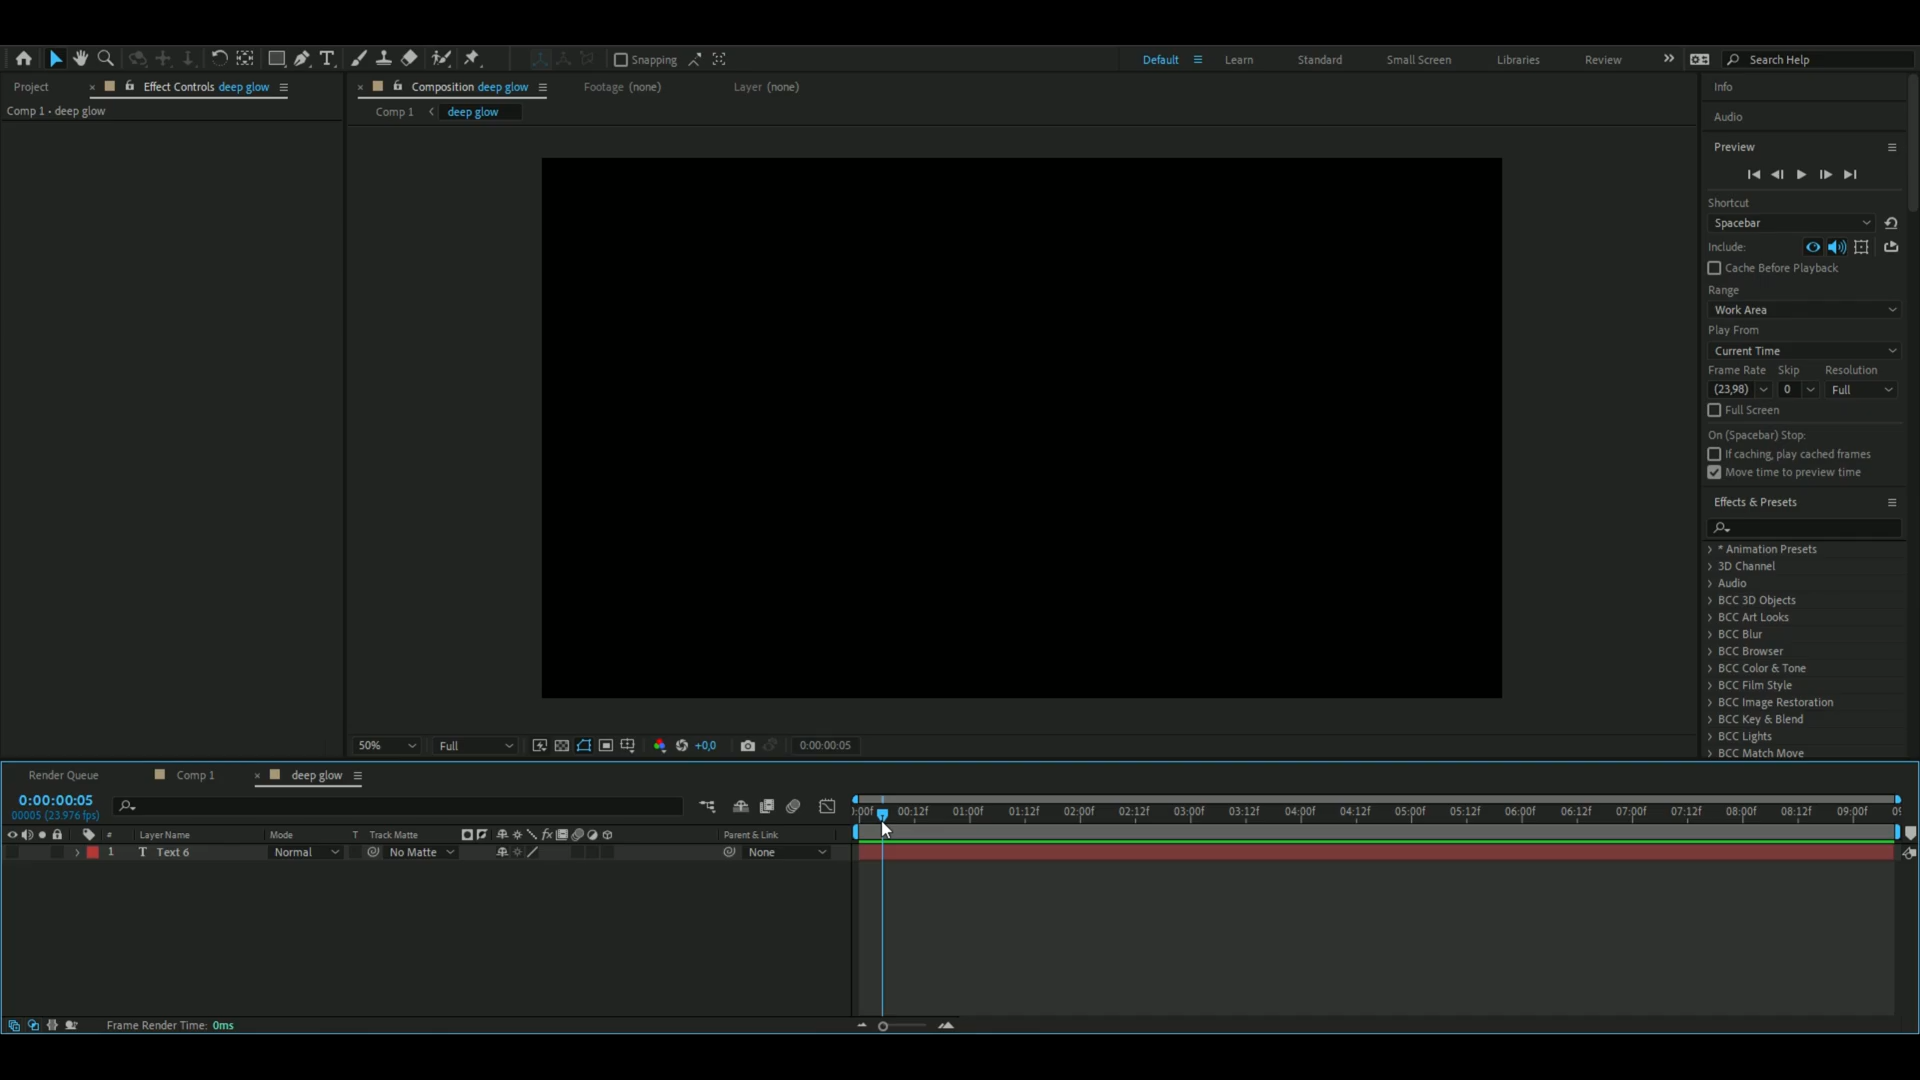 Snapping
Default
Learn
Standard
Small Screen
Libraries
Review
Search Help
Project
Effect Controls deep glow
Composition deep glow
Footage (none)
Layer (none)
Comp 1 • deep glow
Comp 1
deep glow
Info
Audio
Preview
Shortcut
Spacebar
Include:
Cache Before Playback
Range
Work Area
Play From
Current Time
Frame Rate Skip Resolution
(23,98) 0 Full
Full Screen
On (Spacebar) Stop:
If caching, play cached frames
Move time to preview time
Effects & Presets
* Animation Presets
3D Channel
Audio
BCC 3D Objects
BCC Art Looks
BCC Blur
BCC Browser
BCC Color & Tone
BCC Film Style
BCC Image Restoration
BCC Key & Blend
BCC Lights
BCC Match Move
50% Full +0,0 0:00:00:05
Render Queue
Comp 1
deep glow
0:00:00:05
00005 (23.976 fps)
:00f 00:12f 01:00f 01:12f 02:00f 02:12f 03:00f 03:12f 04:00f 04:12f 05:00f 05:12f 06:00f 06:12f 07:00f 07:12f 08:00f 08:12f 09:00f
# Layer Name Mode T Track Matte fx Parent & Link
1 T Text 6 Normal No Matte None
Frame Render Time: 0ms